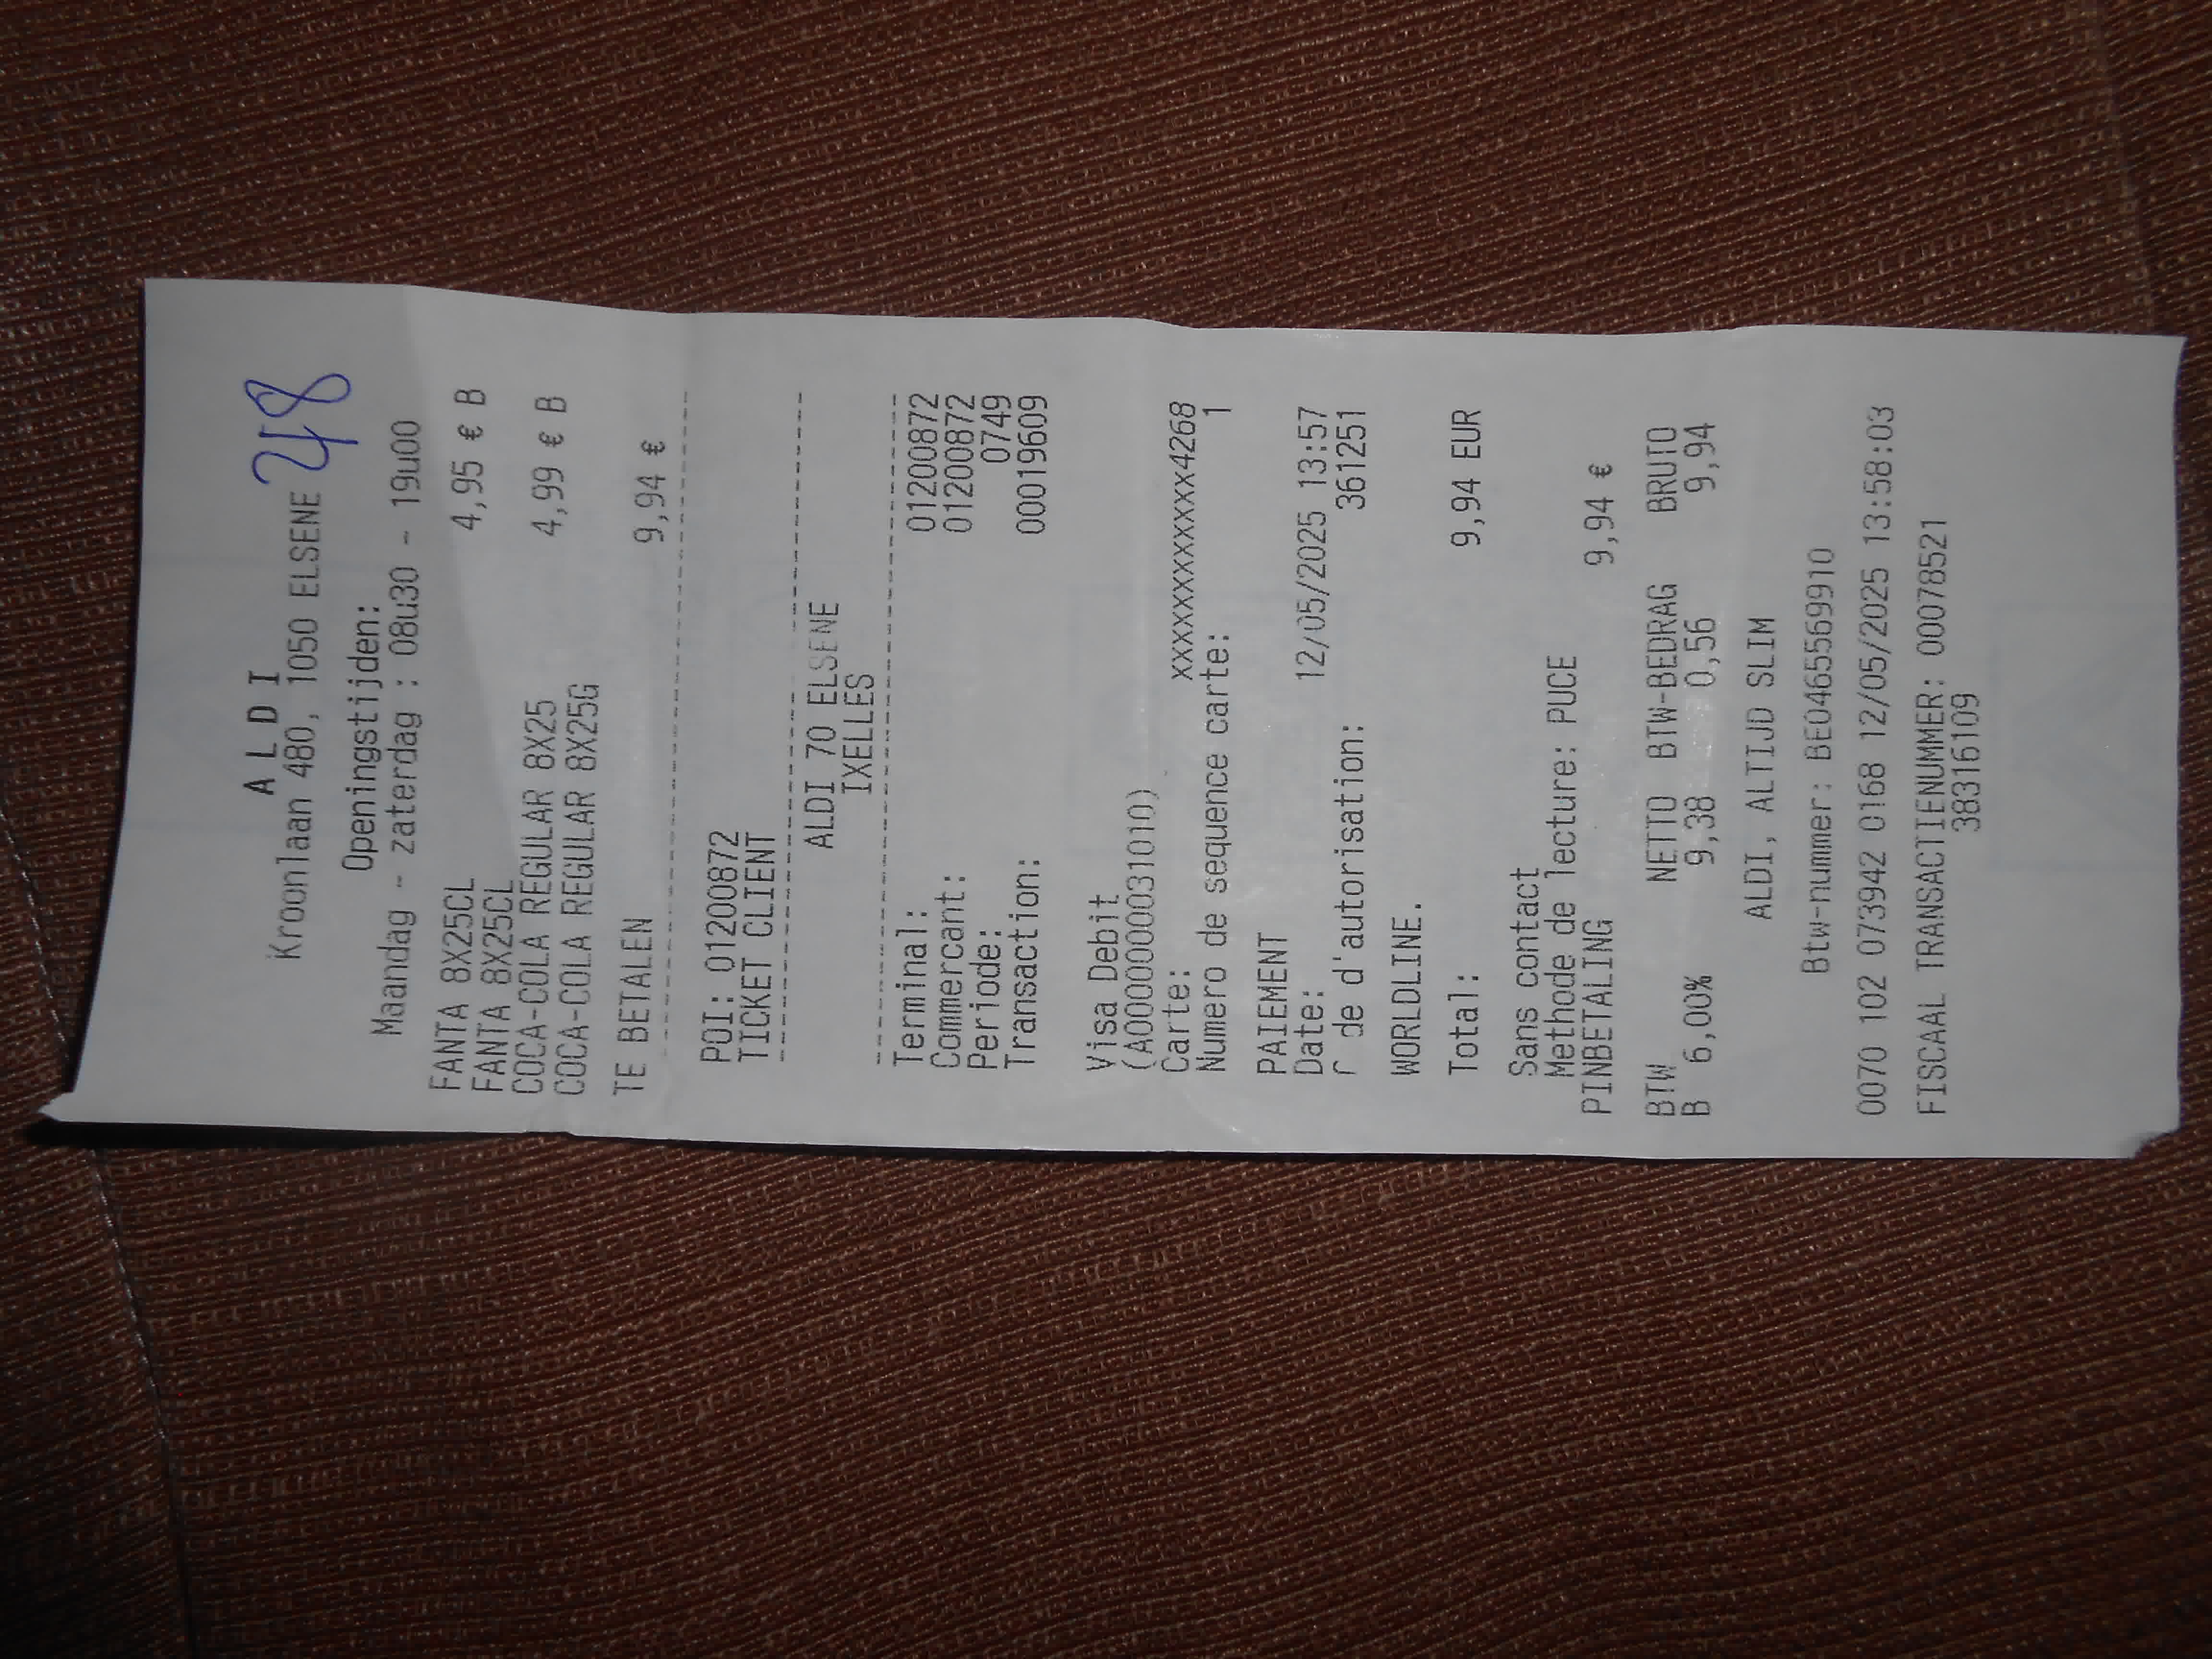 A L D I
Kroonlaan 480, 1050 ELSENE
48
Openingstijden:
Maandag - zaterdag : 08u30 - 19u00
FANTA 8X25CL 4,95 € B
FANTA 8X25CL
COCA-COLA REGULAR 8X25 4,99 € B
COCA-COLA REGULAR 8X25G
TE BETALEN 9,94 €
POI: 01200872
TICKET CLIENT
ALDI 70 ELSENE
IXELLES
Terminal: 01200872
Commercant: 01200872
Periode: 0749
Transaction: 00019609
Visa Debit
(A0000000031010)
Carte: xxxxxxxxxxxxx4268
Numero de sequence carte: 1
PAIEMENT
Date: 12/05/2025 13:57
de d'autorisation: 361251
WORLDLINE.
Total: 9,94 EUR
Sans contact
Methode de lecture: PUCE
PINBETALING 9,94 €
BTW NETTO BTW-BEDRAG BRUTO
B 6,00% 9,38 0,56 9,94
ALDI, ALTIJD SLIM
Btw-nummer: BE0465569910
0070 102 073942 0168 12/05/2025 13:58:03
FISCAAL TRANSACTIENUMMER: 00078521
38316109